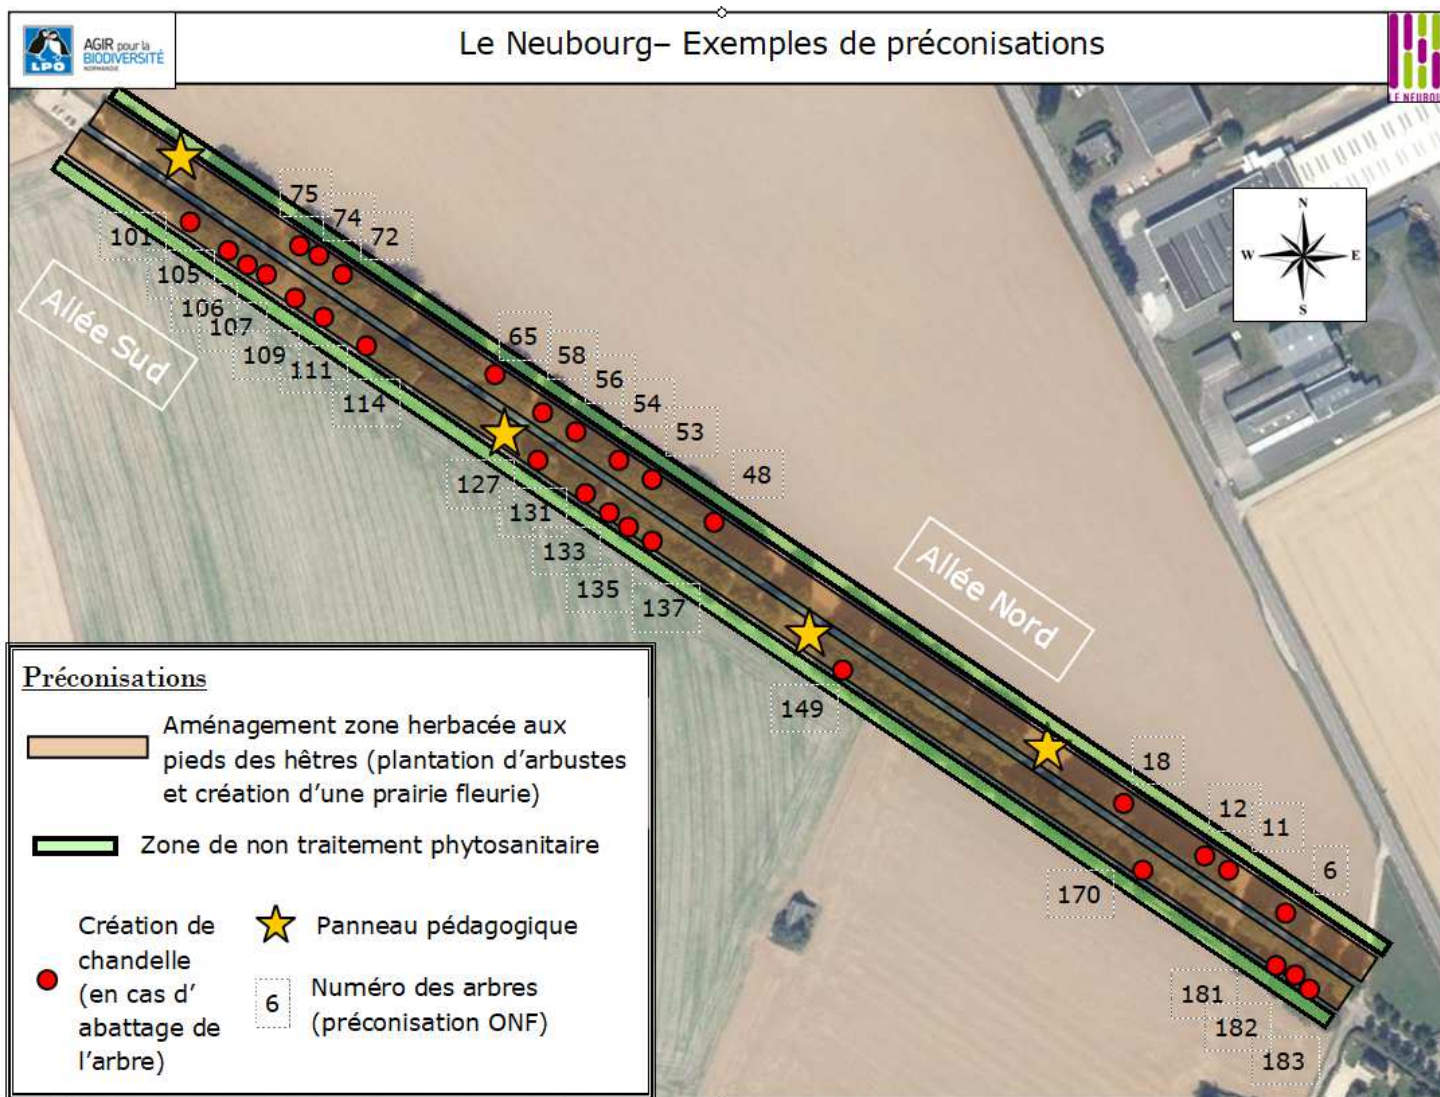 LPO
AGIR pour la
BIODIVERSITÉ
NORMANDIE
Le Neubourg– Exemples de préconisations
LE NEUBOU
N
W
E
S
75
74
72
101
105
106
107
109
111
114
Allée Sud
65
58
56
54
53
48
127
131
133
135
137
Allée Nord
149
18
12
11
6
170
181
182
183
Préconisations
Aménagement zone herbacée aux
pieds des hêtres (plantation d’arbustes
et création d’une prairie fleurie)
Zone de non traitement phytosanitaire
Création de
chandelle
(en cas d’
abattage de
l’arbre)
Panneau pédagogique
6
Numéro des arbres
(préconisation ONF)